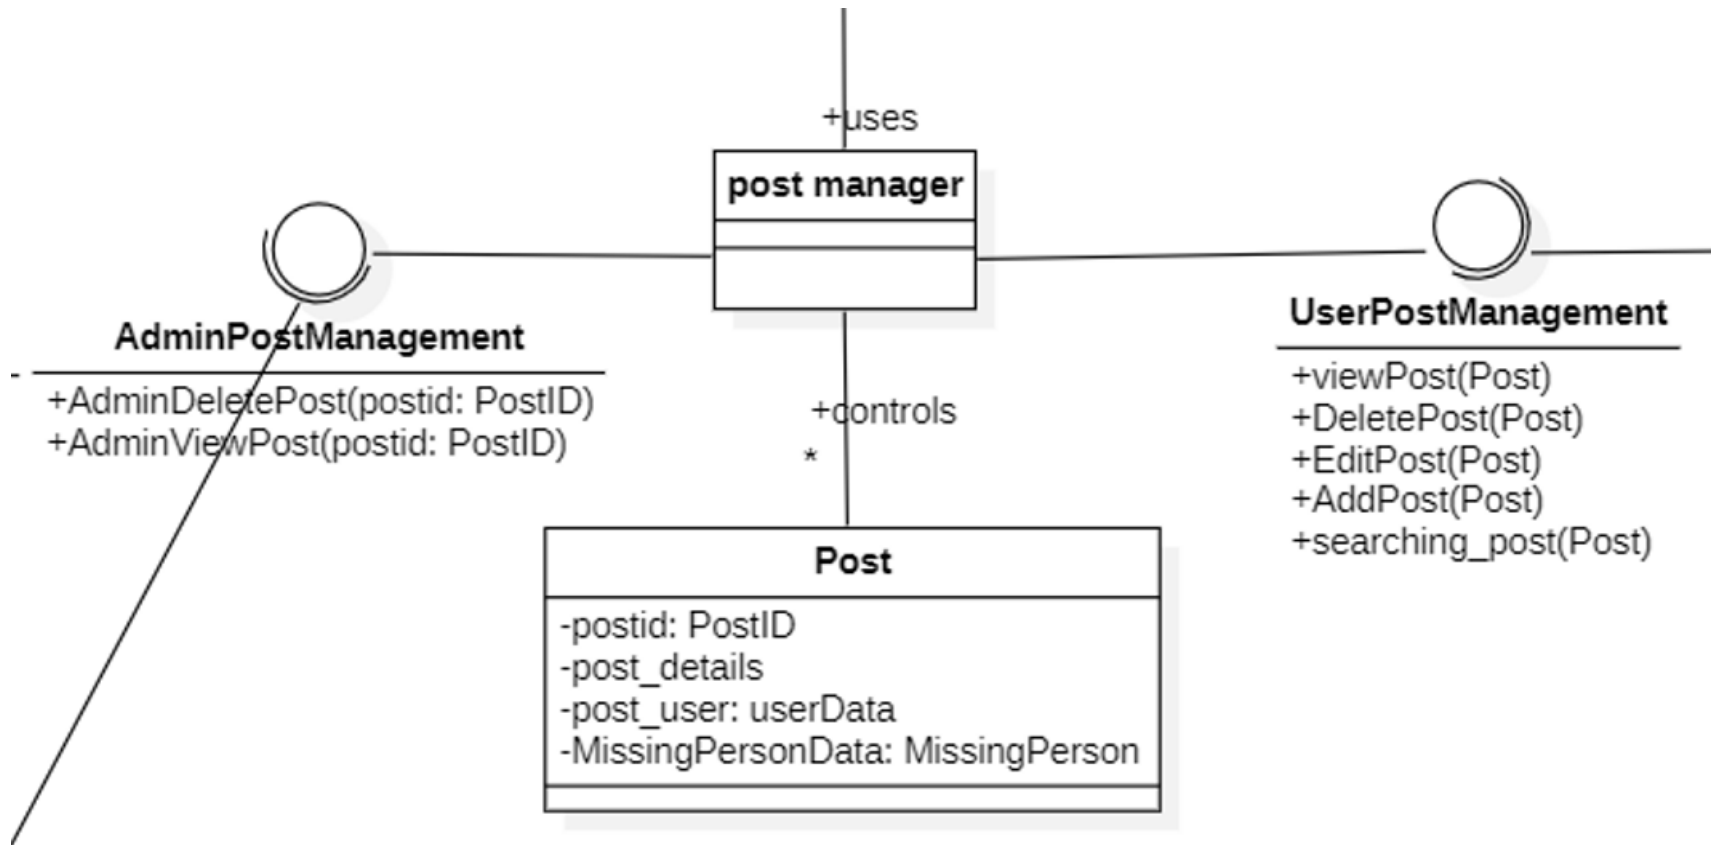 +uses
post manager
AdminPostManagement
+AdminDeletePost(postid: PostID)
+AdminViewPost(postid: PostID)
UserPostManagement
+viewPost(Post)
+DeletePost(Post)
+EditPost(Post)
+AddPost(Post)
+searching_post(Post)
+controls
*
Post
-postid: PostID
-post_details
-post_user: userData
-MissingPersonData: MissingPerson